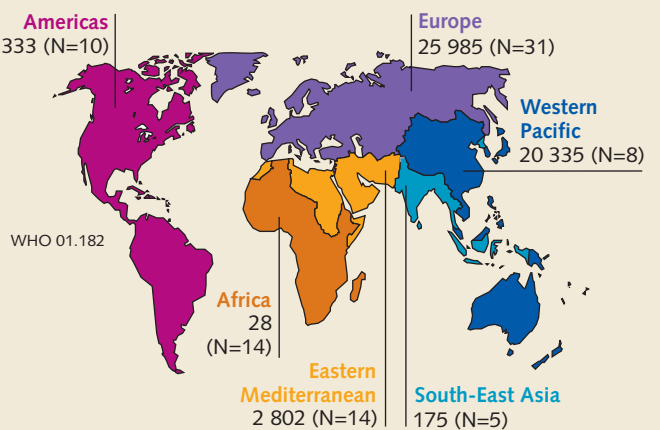 Americas
333 (N=10)
Europe
25 985 (N=31)
Western
Pacific
20 335 (N=8)
WHO 01.182
Africa
28
(N=14)
Eastern
Mediterranean
2 802 (N=14)
South-East Asia
175 (N=5)